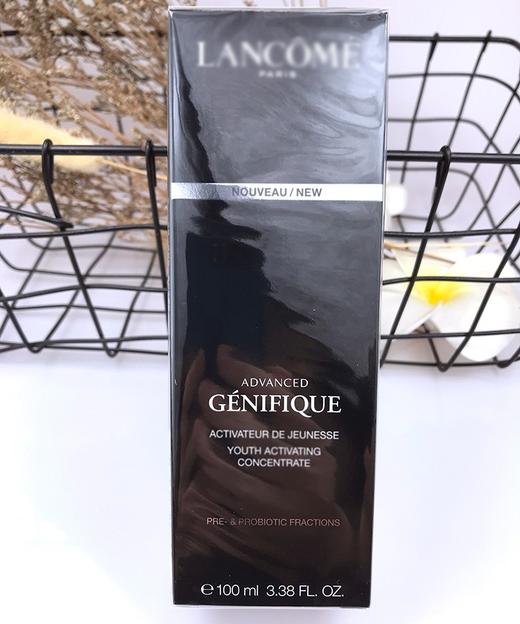 LANCÔME
PARIS
NOUVEAU / NEW
ADVANCED
GÉNIFIQUE
ACTIVATEUR DE JEUNESSE
YOUTH ACTIVATING
CONCENTRATE
PRE- & PROBIOTIC FRACTIONS
℮ 100 ml 3.38 FL. OZ.